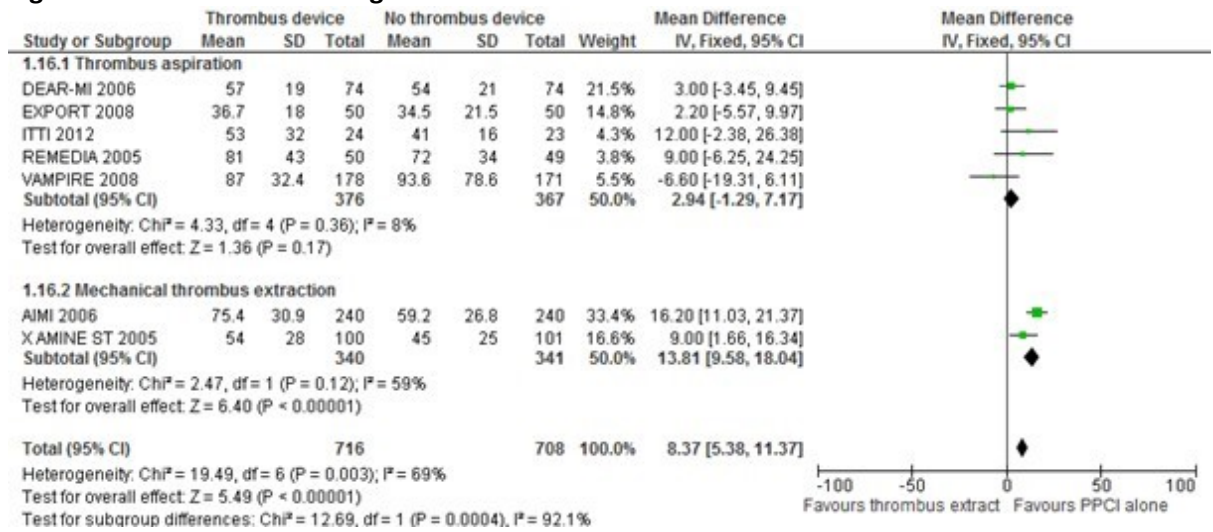 Thrombus device No thrombus device Mean Difference Mean Difference
Study or Subgroup Mean SD Total Mean SD Total Weight IV, Fixed, 95% CI IV, Fixed, 95% CI
1.16.1 Thrombus aspiration
DEAR-MI 2006 57 19 74 54 21 74 21.5% 3.00 [-3.45, 9.45]
EXPORT 2008 36.7 18 50 34.5 21.5 50 14.8% 2.20 [-5.57, 9.97]
ITTI 2012 53 32 24 41 16 23 4.3% 12.00 [-2.38, 26.38]
REMEDIA 2005 81 43 50 72 34 49 3.8% 9.00 [-6.25, 24.25]
VAMPIRE 2008 87 32.4 178 93.6 78.6 171 5.5% -6.60 [-19.31, 6.11]
Subtotal (95% CI) 376 367 50.0% 2.94 [-1.29, 7.17]
Heterogeneity: Chi² = 4.33, df = 4 (P = 0.36); I² = 8%
Test for overall effect: Z = 1.36 (P = 0.17)
1.16.2 Mechanical thrombus extraction
AIMI 2006 75.4 30.9 240 59.2 26.8 240 33.4% 16.20 [11.03, 21.37]
X AMINE ST 2005 54 28 100 45 25 101 16.6% 9.00 [1.66, 16.34]
Subtotal (95% CI) 340 341 50.0% 13.81 [9.58, 18.04]
Heterogeneity: Chi² = 2.47, df = 1 (P = 0.12); I² = 59%
Test for overall effect: Z = 6.40 (P < 0.00001)
Total (95% CI) 716 708 100.0% 8.37 [5.38, 11.37]
Heterogeneity: Chi² = 19.49, df = 6 (P = 0.003); I² = 69%
Test for overall effect: Z = 5.49 (P < 0.00001)
Test for subgroup differences: Chi² = 12.69, df = 1 (P = 0.0004), I² = 92.1%
-100 -50 0 50 100
Favours thrombus extract Favours PPCI alone